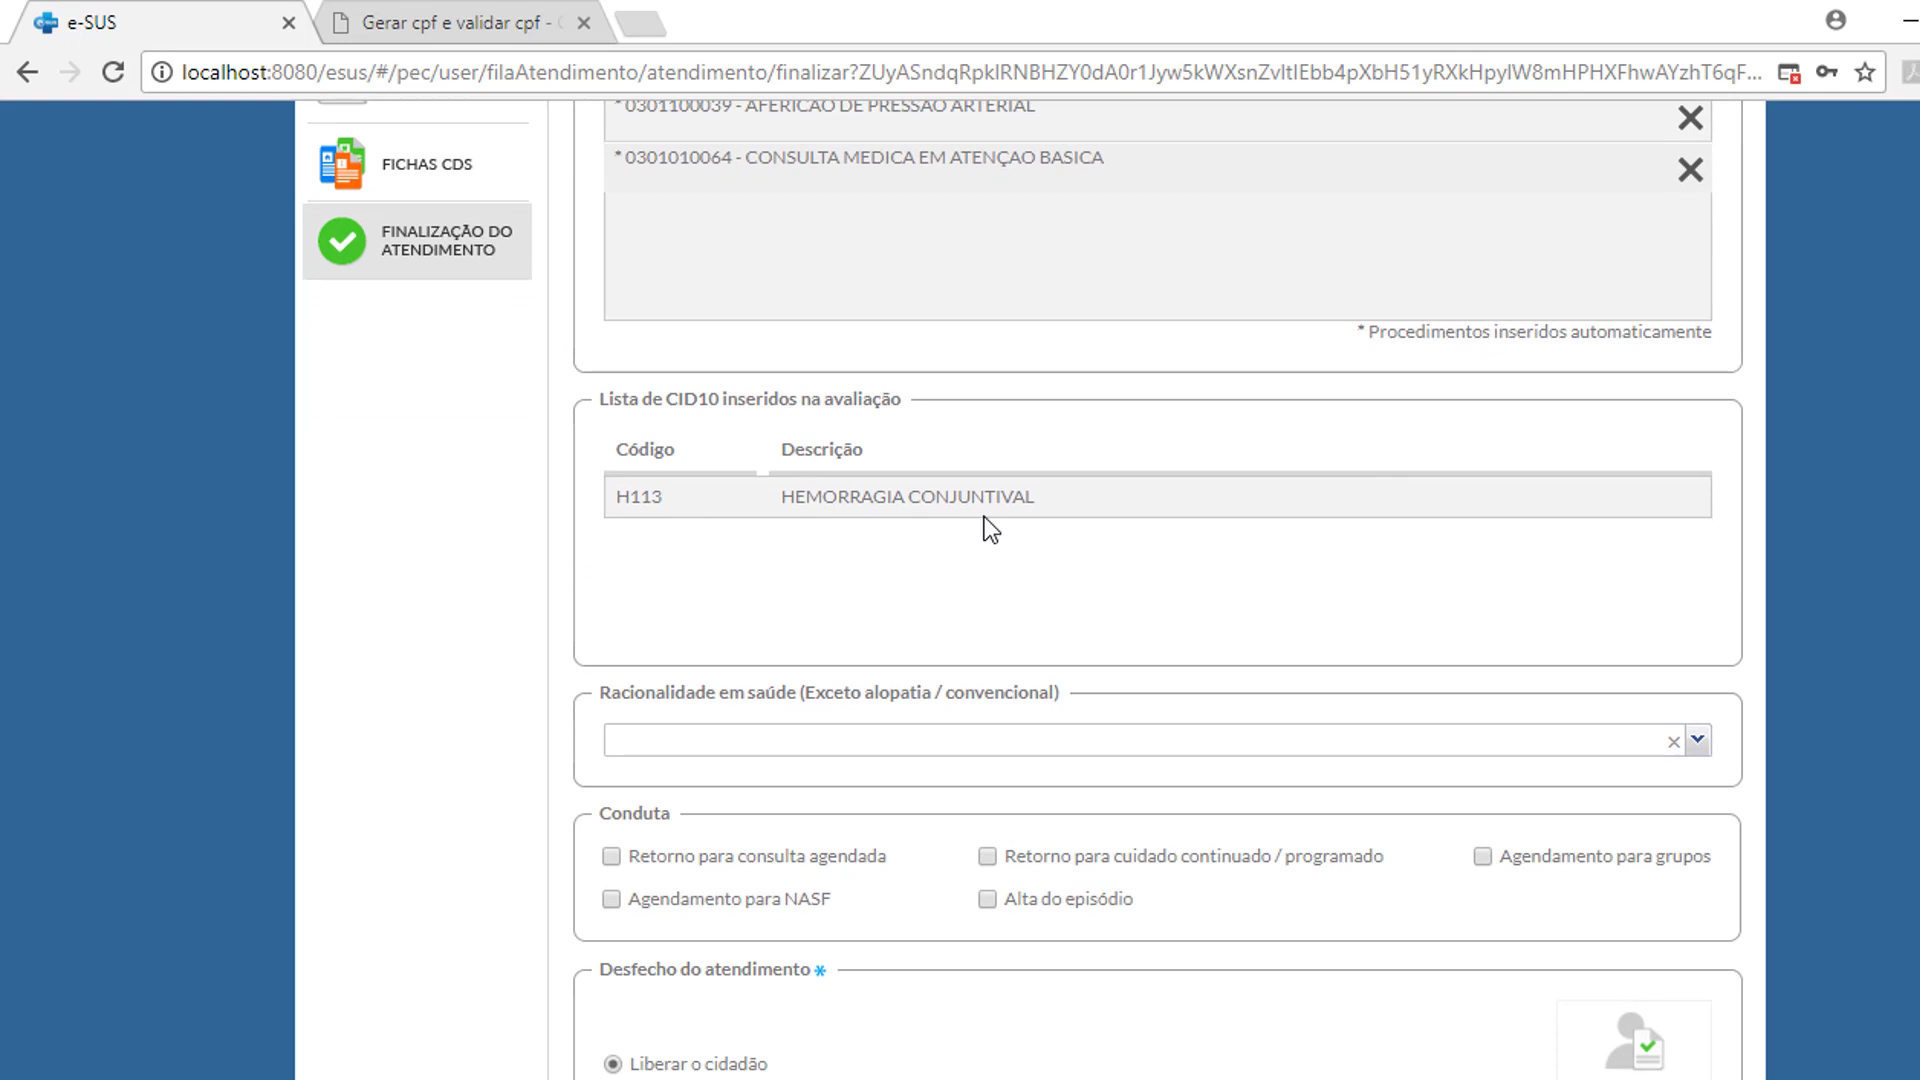 e-SUS
Gerar cpf e validar cpf -
localhost:8080/esus/#/pec/user/filaAtendimento/atendimento/finalizar?ZUyASndqRpklRNBHZY0dA0r1Jyw5kWXsnZvltIEbb4pXbH51yRXkHpylW8mHPHXFhwAYzhT6qF...
* 0301100039 - AFERICAO DE PRESSAO ARTERIAL
FICHAS CDS
* 0301010064 - CONSULTA MEDICA EM ATENÇAO BASICA
FINALIZAÇÃO DO
ATENDIMENTO
* Procedimentos inseridos automaticamente
Lista de CID10 inseridos na avaliação
Código Descrição
H113 HEMORRAGIA CONJUNTIVAL
Racionalidade em saúde (Exceto alopatia / convencional)
Conduta
Retorno para consulta agendada Retorno para cuidado continuado / programado Agendamento para grupos
Agendamento para NASF Alta do episódio
Desfecho do atendimento *
Liberar o cidadão